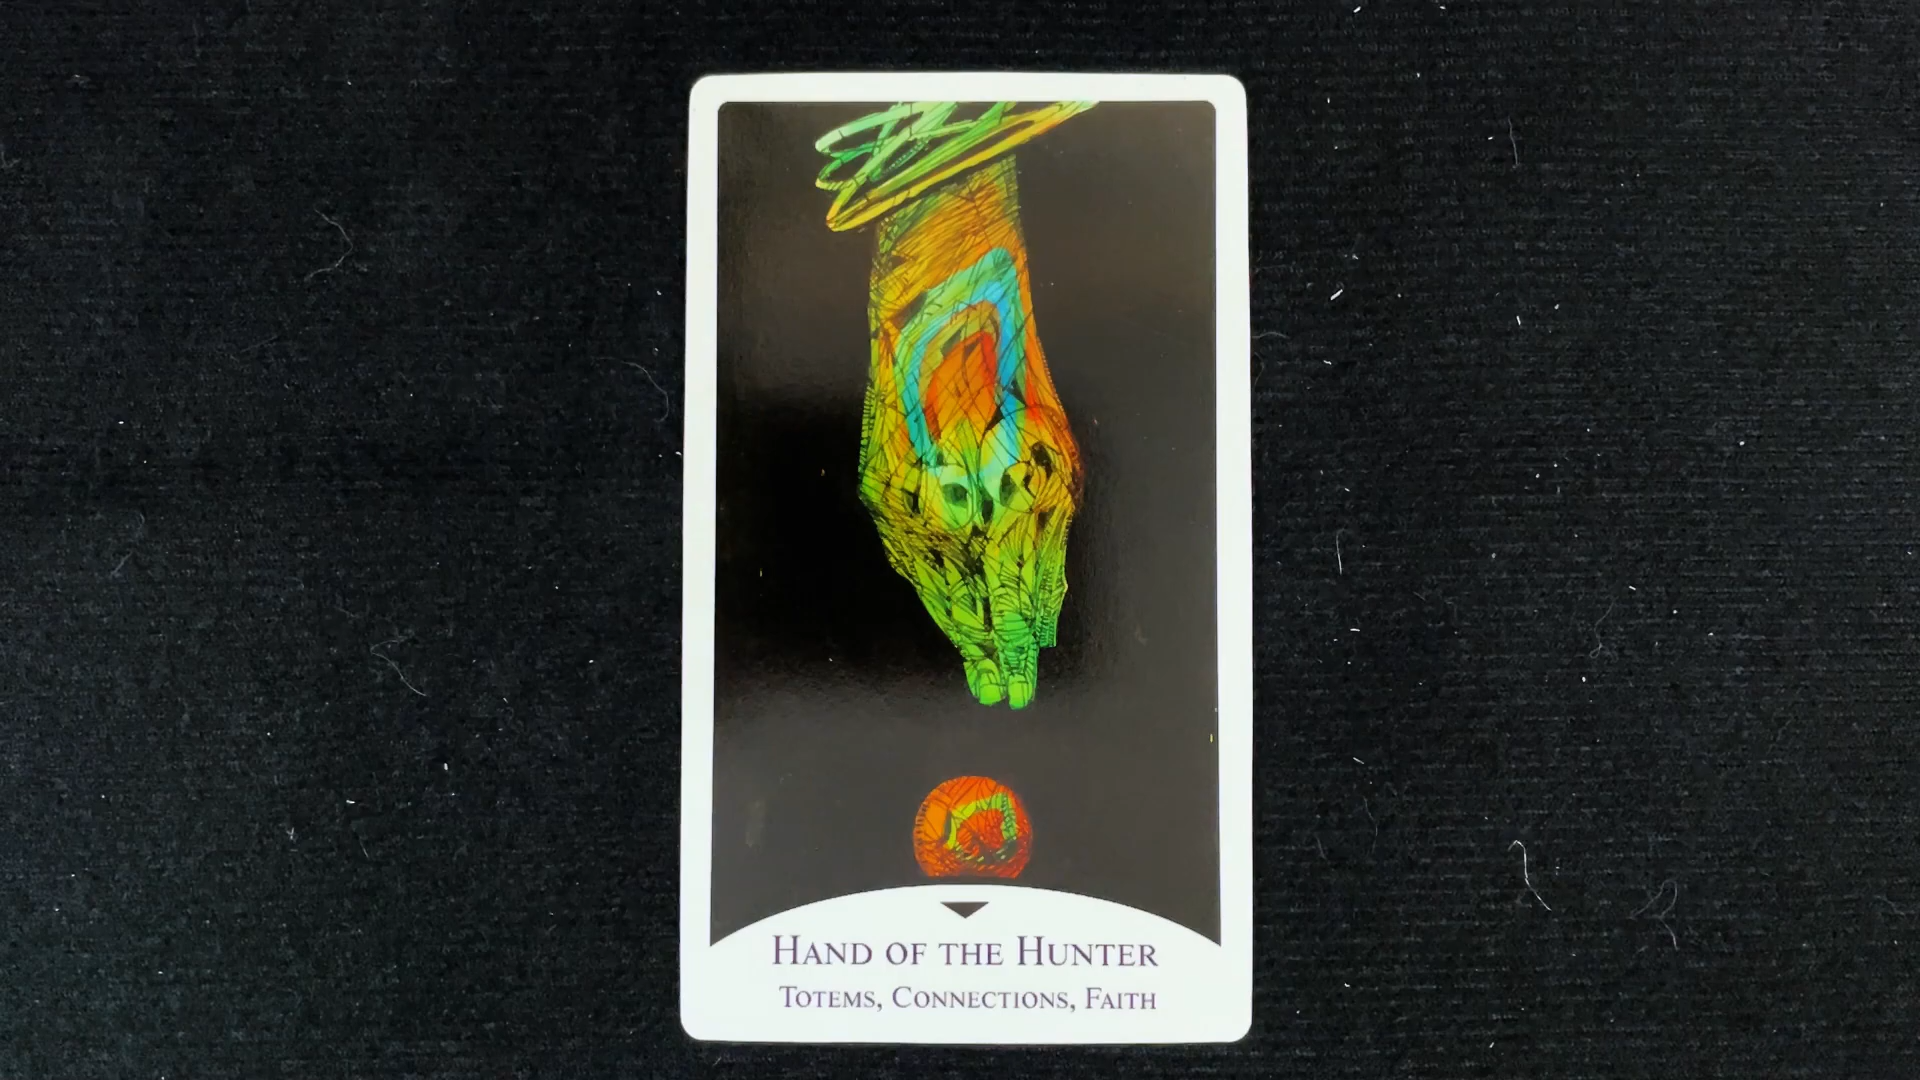 Hand of the Hunter
Totems, Connections, Faith